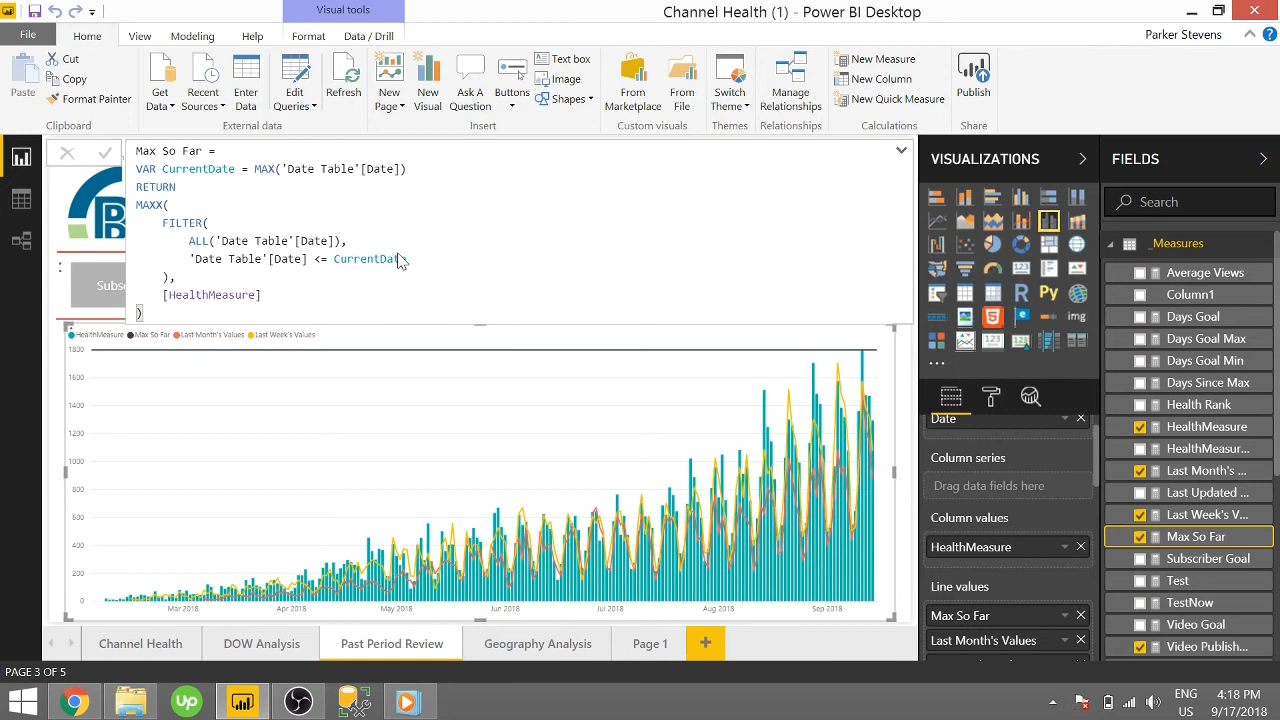 Visual tools
Channel Health (1) - Power BI Desktop
File
Home
View
Modeling
Help
Format
Data / Drill
Parker Stevens
Paste
Cut
Copy
Format Painter
Clipboard
Get Data
Recent Sources
Enter Data
Edit Queries
Refresh
External data
New Page
New Visual
Ask A Question
Buttons
Text box
Image
Shapes
Insert
From Marketplace
From File
Custom visuals
Switch Theme
Themes
Manage Relationships
Relationships
New Measure
New Column
New Quick Measure
Calculations
Publish
Share
Max So Far =
VAR CurrentDate = MAX('Date Table'[Date])
RETURN
MAXX(
FILTER(
ALL('Date Table'[Date]),
'Date Table'[Date] <= CurrentDat
),
[HealthMeasure]
)
PB
:
Subs
HealthMeasure Max So Far Last Month's Values Last Week's Values
1800
1600
1400
1200
1000
800
600
400
200
0
Mar 2018 Apr 2018 May 2018 Jun 2018 Jul 2018 Aug 2018 Sep 2018
VISUALIZATIONS
123
R
Py
5
e
img
123
...
Date
Column series
Drag data fields here
Column values
HealthMeasure
Line values
Max So Far
Last Month's Values
FIELDS
Search
_Measures
Average Views
Column1
Days Goal
Days Goal Max
Days Goal Min
Days Since Max
Health Rank
HealthMeasure
HealthMeasur...
Last Month's ...
Last Updated ...
Last Week's V...
Max So Far
Subscriber Goal
Test
TestNow
Video Goal
Video Publish...
Channel Health
DOW Analysis
Past Period Review
Geography Analysis
Page 1
+
PAGE 3 OF 5
Up
ENG
US
4:18 PM
9/17/2018